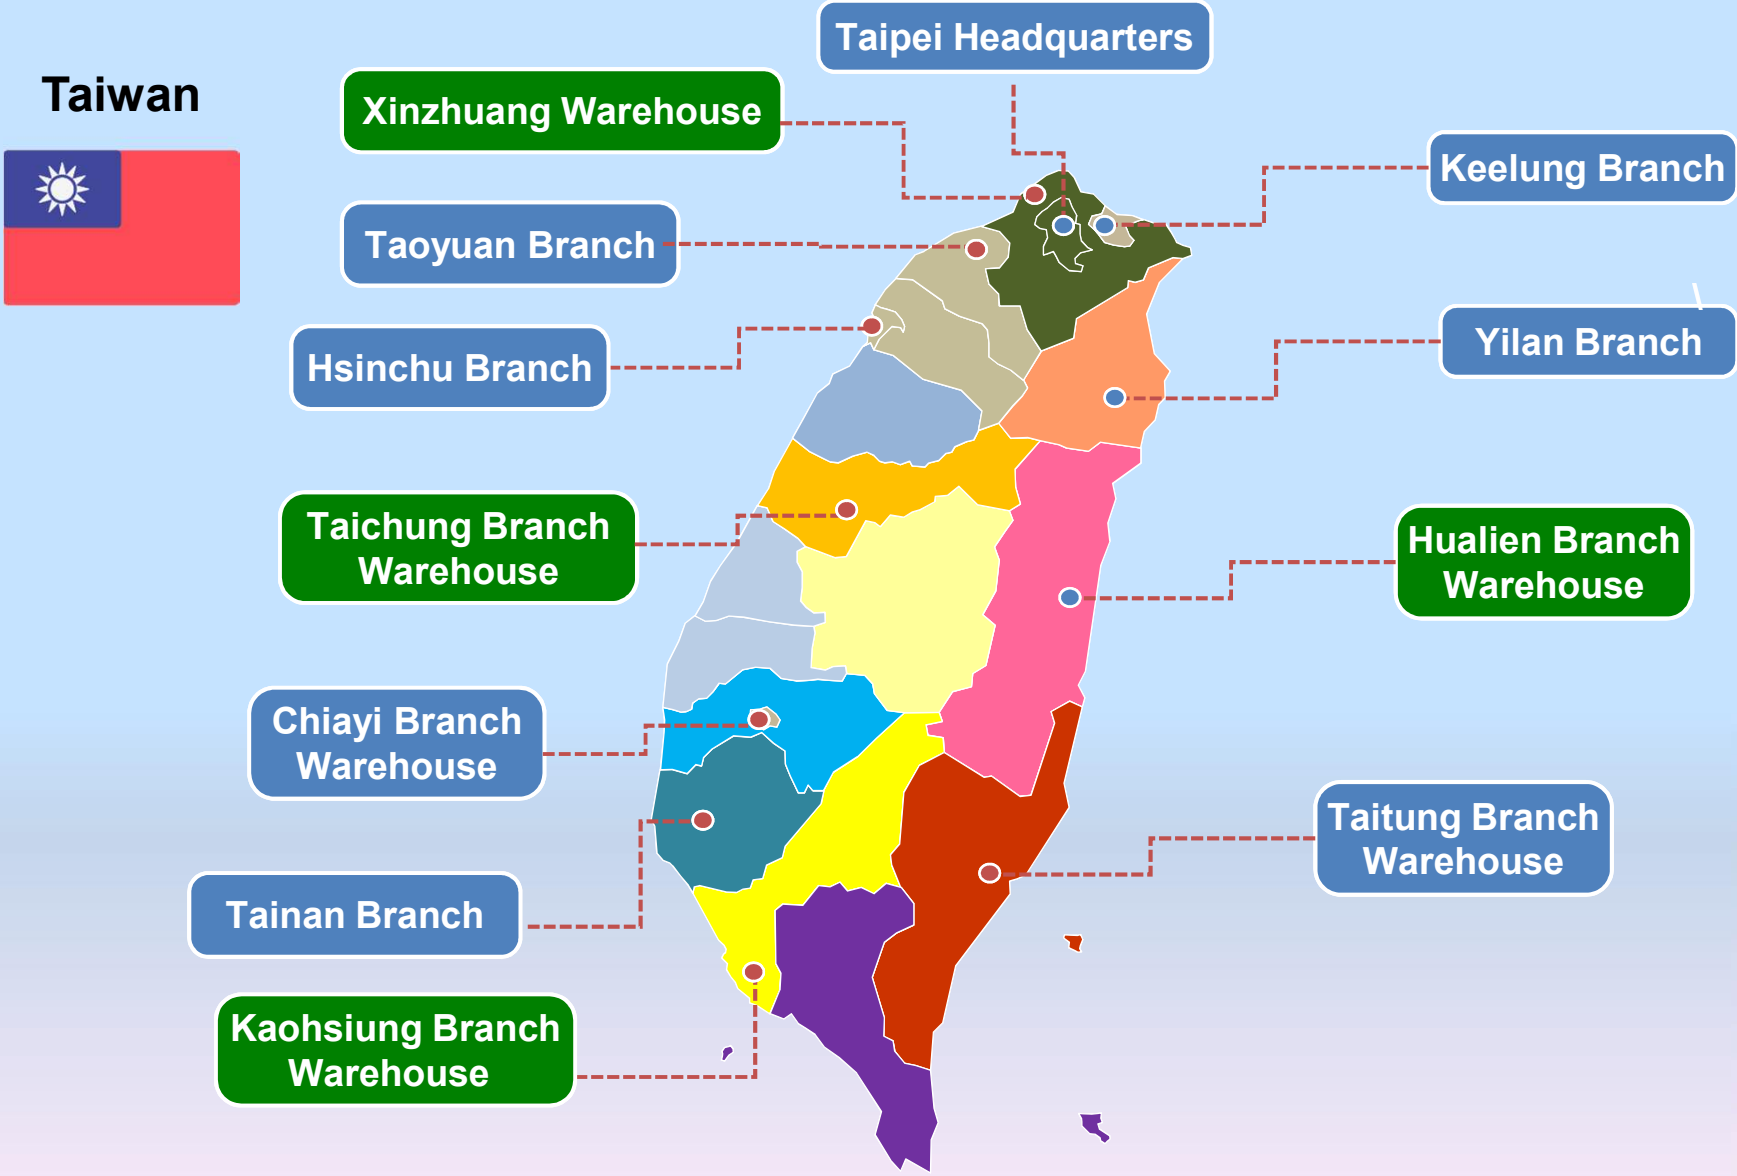 Taipei Headquarters
Taiwan
Xinzhuang Warehouse
Keelung Branch
Taoyuan Branch
\
Yilan Branch
Hsinchu Branch
Taichung Branch
Warehouse
Hualien Branch
Warehouse
Chiayi Branch
Warehouse
Taitung Branch
Warehouse
Tainan Branch
Kaohsiung Branch
Warehouse